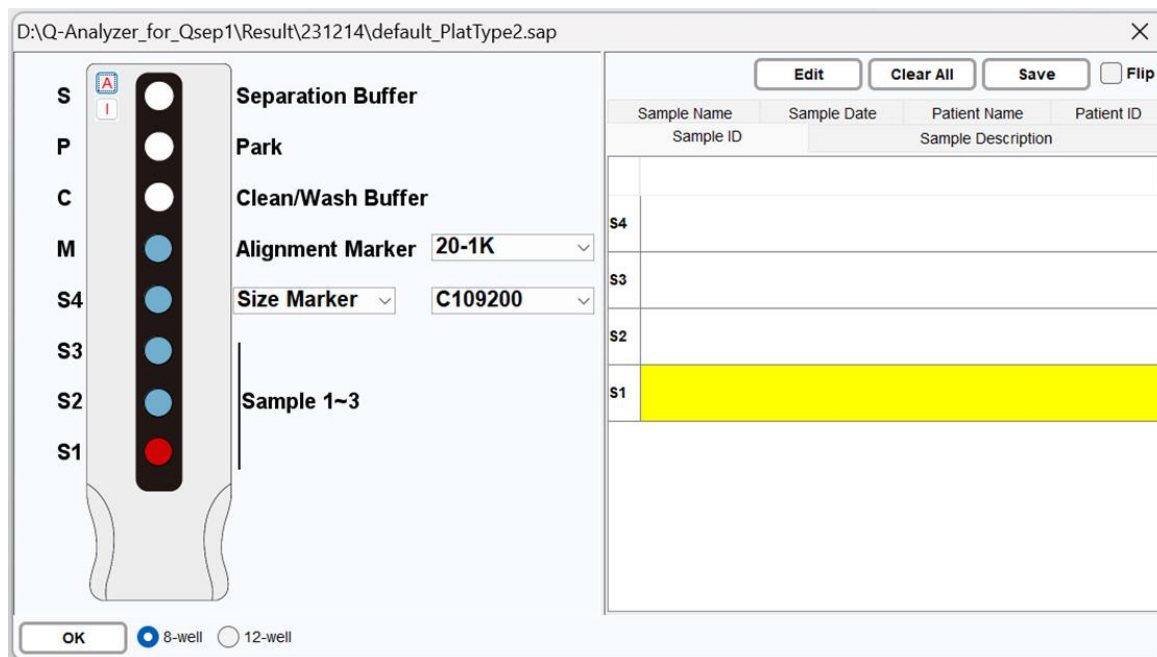 D:\Q-Analyzer_for_Qsep1\Result\231214\default_PlatType2.sap
A
I
S Separation Buffer
P Park
C Clean/Wash Buffer
M Alignment Marker 20-1K
S4 Size Marker C109200
S3
S2 Sample 1~3
S1
Edit Clear All Save Flip
Sample Name Sample Date Patient Name Patient ID
Sample ID Sample Description
S4
S3
S2
S1
OK 8-well 12-well